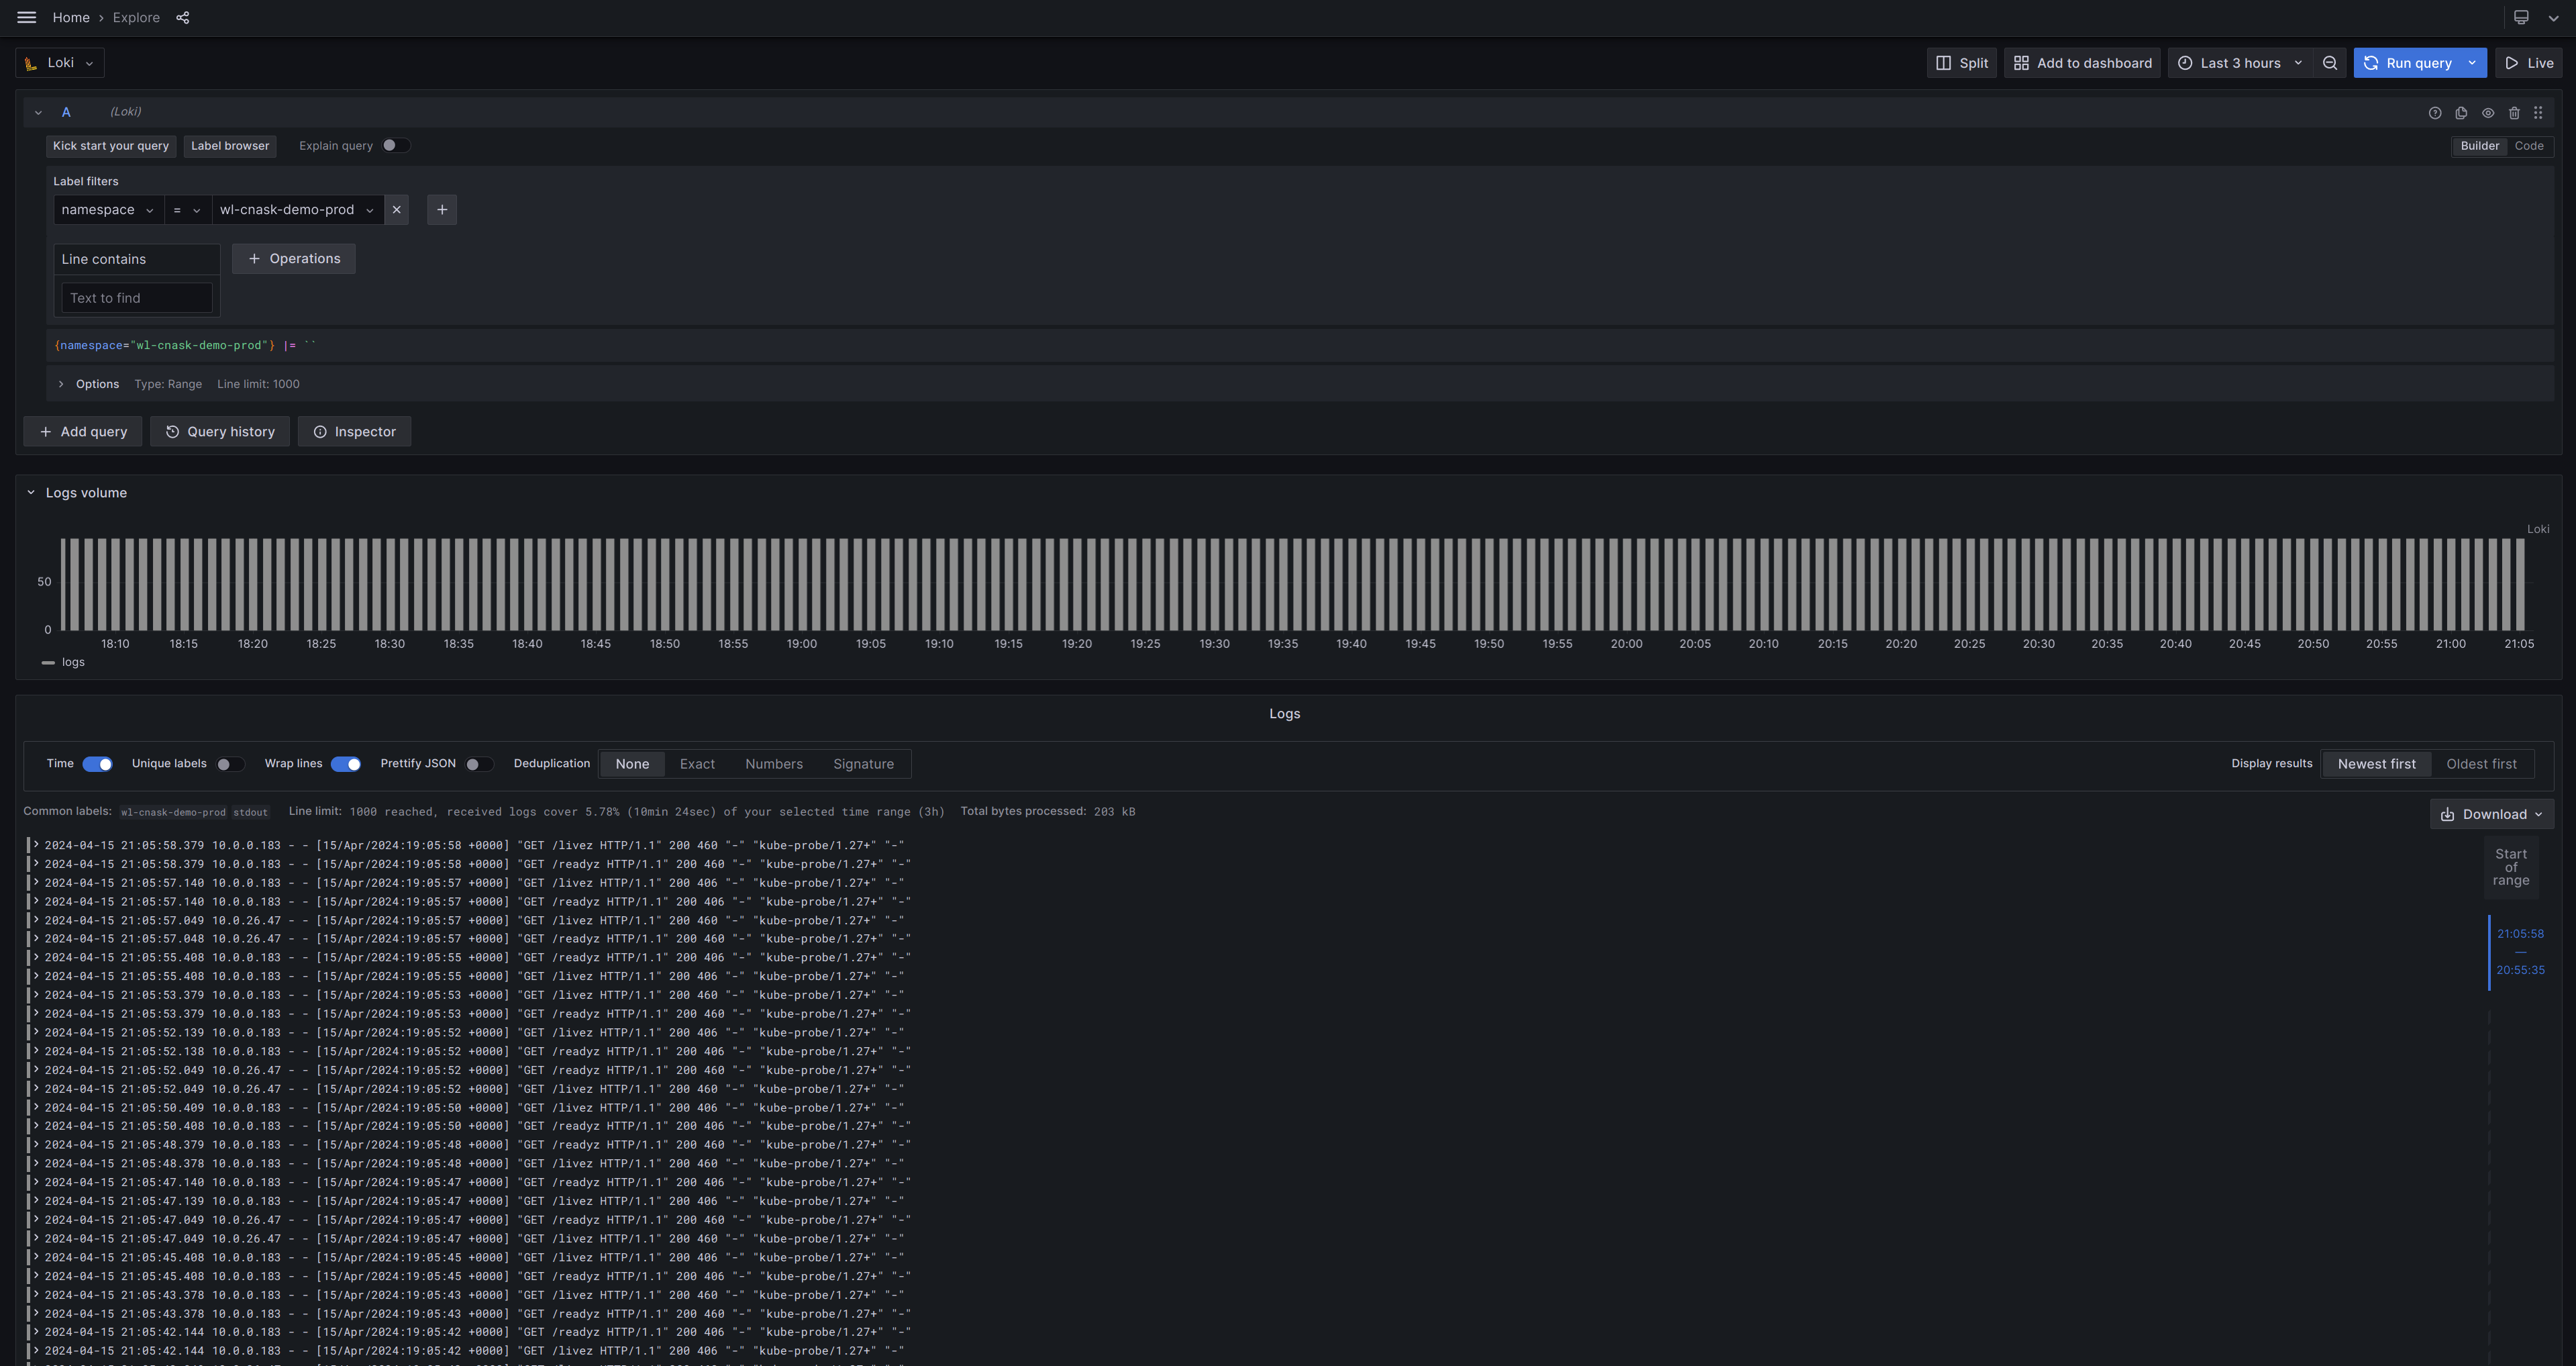 Home › Explore
Loki
Split Add to dashboard Last 3 hours Run query Live
A (Loki)
Kick start your query Label browser Explain query Builder Code
Label filters
namespace = wl-cnask-demo-prod
Line contains + Operations
Text to find
{namespace="wl-cnask-demo-prod"} |= ``
Options Type: Range Line limit: 1000
+ Add query Query history Inspector
Logs volume
Loki
50
0
18:10 18:15 18:20 18:25 18:30 18:35 18:40 18:45 18:50 18:55 19:00 19:05 19:10 19:15 19:20 19:25 19:30 19:35 19:40 19:45 19:50 19:55 20:00 20:05 20:10 20:15 20:20 20:25 20:30 20:35 20:40 20:45 20:50 20:55 21:00 21:05
logs
Logs
Time Unique labels Wrap lines Prettify JSON Deduplication None Exact Numbers Signature Display results Newest first Oldest first
Common labels: wl-cnask-demo-prod stdout Line limit: 1000 reached, received logs cover 5.78% (10min 24sec) of your selected time range (3h) Total bytes processed: 203 kB
Download
2024-04-15 21:05:58.379 10.0.0.183 - - [15/Apr/2024:19:05:58 +0000] "GET /livez HTTP/1.1" 200 460 "-" "kube-probe/1.27+" "-"
2024-04-15 21:05:58.379 10.0.0.183 - - [15/Apr/2024:19:05:58 +0000] "GET /readyz HTTP/1.1" 200 460 "-" "kube-probe/1.27+" "-"
2024-04-15 21:05:57.140 10.0.0.183 - - [15/Apr/2024:19:05:57 +0000] "GET /livez HTTP/1.1" 200 406 "-" "kube-probe/1.27+" "-"
2024-04-15 21:05:57.140 10.0.0.183 - - [15/Apr/2024:19:05:57 +0000] "GET /readyz HTTP/1.1" 200 406 "-" "kube-probe/1.27+" "-"
2024-04-15 21:05:57.049 10.0.26.47 - - [15/Apr/2024:19:05:57 +0000] "GET /livez HTTP/1.1" 200 460 "-" "kube-probe/1.27+" "-"
2024-04-15 21:05:57.048 10.0.26.47 - - [15/Apr/2024:19:05:57 +0000] "GET /readyz HTTP/1.1" 200 460 "-" "kube-probe/1.27+" "-"
2024-04-15 21:05:55.408 10.0.0.183 - - [15/Apr/2024:19:05:55 +0000] "GET /readyz HTTP/1.1" 200 406 "-" "kube-probe/1.27+" "-"
2024-04-15 21:05:55.408 10.0.0.183 - - [15/Apr/2024:19:05:55 +0000] "GET /livez HTTP/1.1" 200 406 "-" "kube-probe/1.27+" "-"
2024-04-15 21:05:53.379 10.0.0.183 - - [15/Apr/2024:19:05:53 +0000] "GET /livez HTTP/1.1" 200 460 "-" "kube-probe/1.27+" "-"
2024-04-15 21:05:53.379 10.0.0.183 - - [15/Apr/2024:19:05:53 +0000] "GET /readyz HTTP/1.1" 200 460 "-" "kube-probe/1.27+" "-"
2024-04-15 21:05:52.139 10.0.0.183 - - [15/Apr/2024:19:05:52 +0000] "GET /livez HTTP/1.1" 200 406 "-" "kube-probe/1.27+" "-"
2024-04-15 21:05:52.138 10.0.0.183 - - [15/Apr/2024:19:05:52 +0000] "GET /readyz HTTP/1.1" 200 406 "-" "kube-probe/1.27+" "-"
2024-04-15 21:05:52.049 10.0.26.47 - - [15/Apr/2024:19:05:52 +0000] "GET /readyz HTTP/1.1" 200 460 "-" "kube-probe/1.27+" "-"
2024-04-15 21:05:52.049 10.0.26.47 - - [15/Apr/2024:19:05:52 +0000] "GET /livez HTTP/1.1" 200 460 "-" "kube-probe/1.27+" "-"
2024-04-15 21:05:50.409 10.0.0.183 - - [15/Apr/2024:19:05:50 +0000] "GET /livez HTTP/1.1" 200 406 "-" "kube-probe/1.27+" "-"
2024-04-15 21:05:50.408 10.0.0.183 - - [15/Apr/2024:19:05:50 +0000] "GET /readyz HTTP/1.1" 200 406 "-" "kube-probe/1.27+" "-"
2024-04-15 21:05:48.379 10.0.0.183 - - [15/Apr/2024:19:05:48 +0000] "GET /readyz HTTP/1.1" 200 460 "-" "kube-probe/1.27+" "-"
2024-04-15 21:05:48.378 10.0.0.183 - - [15/Apr/2024:19:05:48 +0000] "GET /livez HTTP/1.1" 200 460 "-" "kube-probe/1.27+" "-"
2024-04-15 21:05:47.140 10.0.0.183 - - [15/Apr/2024:19:05:47 +0000] "GET /readyz HTTP/1.1" 200 406 "-" "kube-probe/1.27+" "-"
2024-04-15 21:05:47.139 10.0.0.183 - - [15/Apr/2024:19:05:47 +0000] "GET /livez HTTP/1.1" 200 406 "-" "kube-probe/1.27+" "-"
2024-04-15 21:05:47.049 10.0.26.47 - - [15/Apr/2024:19:05:47 +0000] "GET /readyz HTTP/1.1" 200 460 "-" "kube-probe/1.27+" "-"
2024-04-15 21:05:47.049 10.0.26.47 - - [15/Apr/2024:19:05:47 +0000] "GET /livez HTTP/1.1" 200 460 "-" "kube-probe/1.27+" "-"
2024-04-15 21:05:45.408 10.0.0.183 - - [15/Apr/2024:19:05:45 +0000] "GET /livez HTTP/1.1" 200 406 "-" "kube-probe/1.27+" "-"
2024-04-15 21:05:45.408 10.0.0.183 - - [15/Apr/2024:19:05:45 +0000] "GET /readyz HTTP/1.1" 200 406 "-" "kube-probe/1.27+" "-"
2024-04-15 21:05:43.378 10.0.0.183 - - [15/Apr/2024:19:05:43 +0000] "GET /livez HTTP/1.1" 200 460 "-" "kube-probe/1.27+" "-"
2024-04-15 21:05:43.378 10.0.0.183 - - [15/Apr/2024:19:05:43 +0000] "GET /readyz HTTP/1.1" 200 460 "-" "kube-probe/1.27+" "-"
2024-04-15 21:05:42.144 10.0.0.183 - - [15/Apr/2024:19:05:42 +0000] "GET /readyz HTTP/1.1" 200 406 "-" "kube-probe/1.27+" "-"
2024-04-15 21:05:42.144 10.0.0.183 - - [15/Apr/2024:19:05:42 +0000] "GET /livez HTTP/1.1" 200 406 "-" "kube-probe/1.27+" "-"
Start
of
range
21:05:58
—
20:55:35